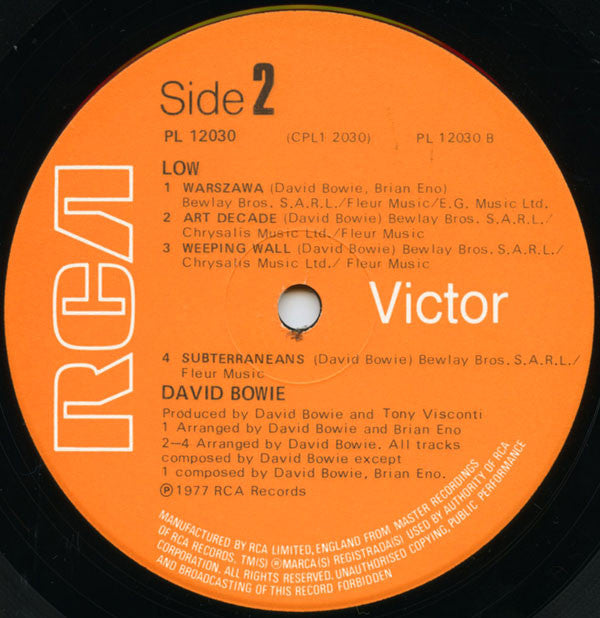 Side 2
PL 12030 (CPL1 2030) PL 12030 B
LOW
1 WARSZAWA (David Bowie, Brian Eno)
Bewlay Bros. S.A.R.L./Fleur Music/E.G. Music Ltd.
2 ART DECADE (David Bowie) Bewlay Bros. S.A.R.L./
Chrysalis Music Ltd./Fleur Music
3 WEEPING WALL (David Bowie) Bewlay Bros. S.A.R.L./
Chrysalis Music Ltd./ Fleur Music
RCA
Victor
4 SUBTERRANEANS (David Bowie) Bewlay Bros. S.A.R.L./
Fleur Music
DAVID BOWIE
Produced by David Bowie and Tony Visconti
1 Arranged by David Bowie and Brian Eno
2–4 Arranged by David Bowie. All tracks
composed by David Bowie except
1 composed by David Bowie, Brian Eno.
℗ 1977 RCA Records
MANUFACTURED BY RCA LIMITED, ENGLAND FROM MASTER RECORDINGS
OF RCA RECORDS. TM(S) ® MARCA(S) REGISTRADA(S) USED BY AUTHORITY OF RCA
CORPORATION. ALL RIGHTS RESERVED. UNAUTHORISED COPYING, PUBLIC PERFORMANCE
AND BROADCASTING OF THIS RECORD FORBIDDEN